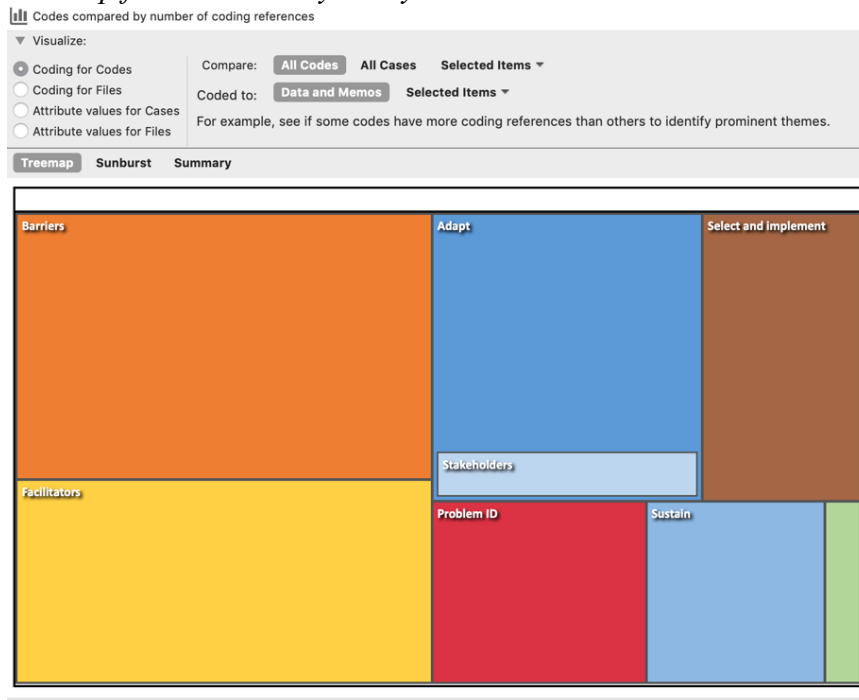 Codes compared by number of coding references
Visualize:
Coding for Codes
Coding for Files
Attribute values for Cases
Attribute values for Files
Compare: All Codes All Cases Selected Items
Coded to: Data and Memos Selected Items
For example, see if some codes have more coding references than others to identify prominent themes.
Treemap Sunburst Summary
Barriers
Adapt
Select and implement
Stakeholders
Facilitators
Problem ID
Sustain